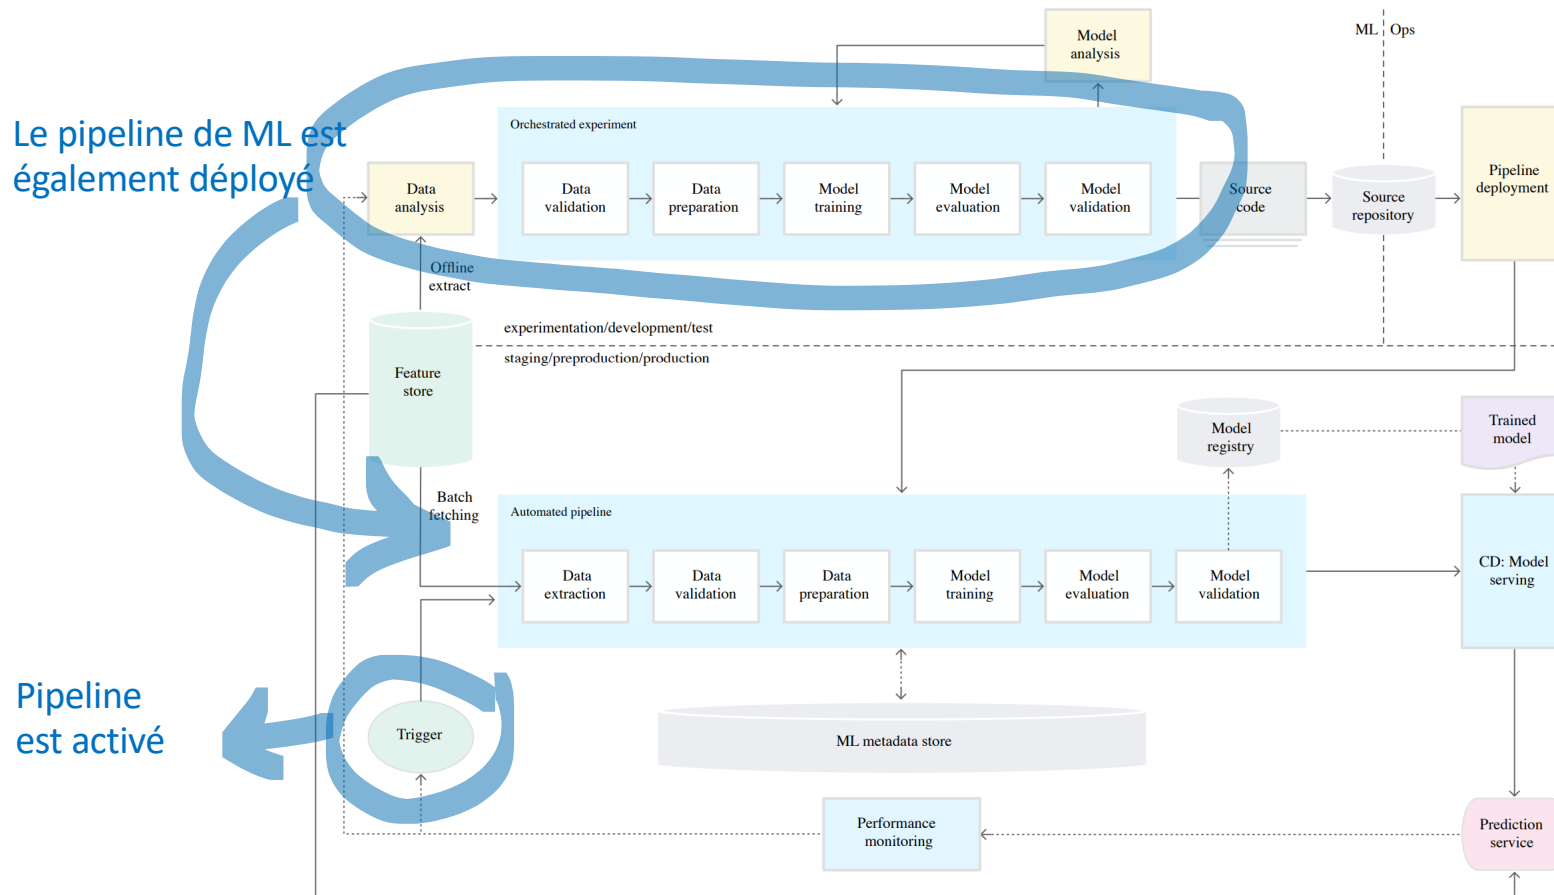 Model
analysis
ML
Ops
Le pipeline de ML est
également déployé
Orchestrated experiment
Data
analysis
Data
validation
Data
preparation
Model
training
Model
evaluation
Model
validation
Source
code
Source
repository
Pipeline
deployment
Offline
extract
experimentation/development/test
staging/preproduction/production
Feature
store
Model
registry
Trained
model
Batch
fetching
Automated pipeline
Data
extraction
Data
validation
Data
preparation
Model
training
Model
evaluation
Model
validation
CD: Model
serving
Pipeline
est activé
Trigger
ML metadata store
Performance
monitoring
Prediction
service